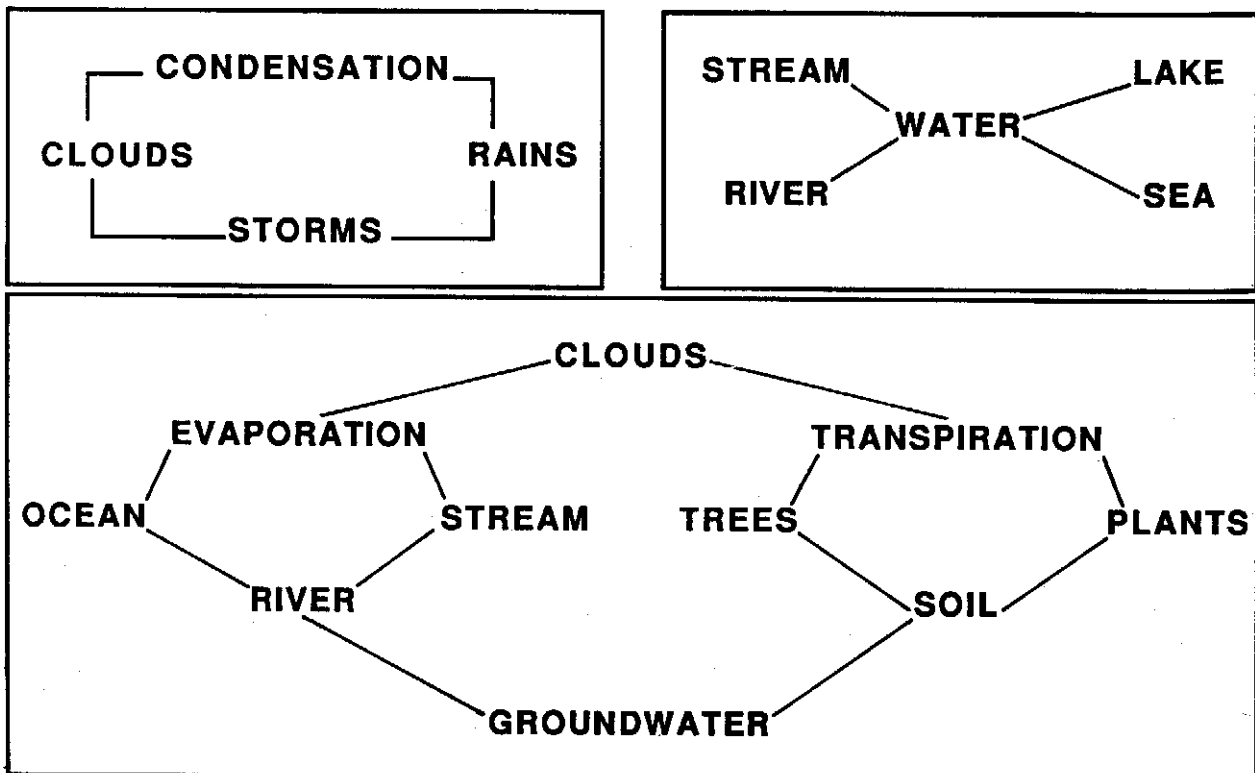 CONDENSATION
CLOUDS RAINS
STORMS
STREAM LAKE
WATER
RIVER SEA
CLOUDS
EVAPORATION TRANSPIRATION
OCEAN STREAM TREES PLANTS
RIVER SOIL
GROUNDWATER